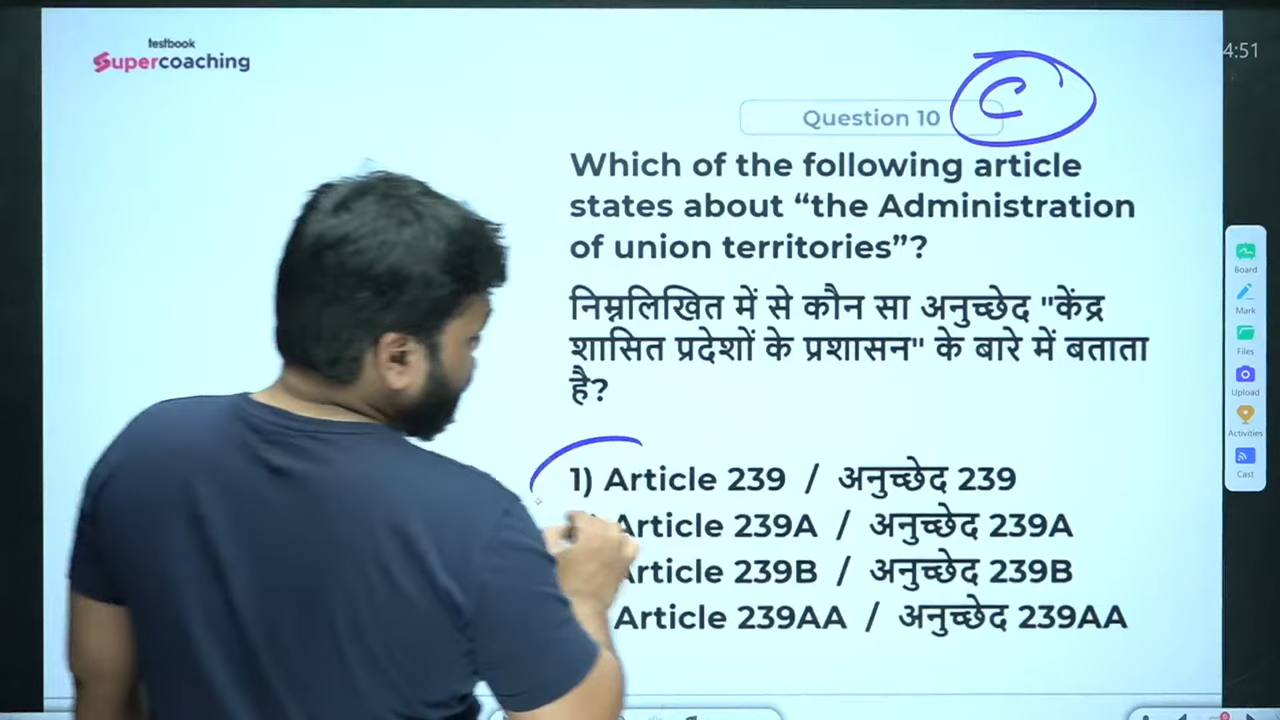 testbook
Supercoaching
4:51
Question 10
C
Which of the following article
states about “the Administration
of union territories”?
निम्नलिखित में से कौन सा अनुच्छेद "केंद्र
शासित प्रदेशों के प्रशासन" के बारे में बताता
है?
1) Article 239 / अनुच्छेद 239
Article 239A / अनुच्छेद 239A
Article 239B / अनुच्छेद 239B
Article 239AA / अनुच्छेद 239AA
Board
Mark
Files
Upload
Activities
Cast